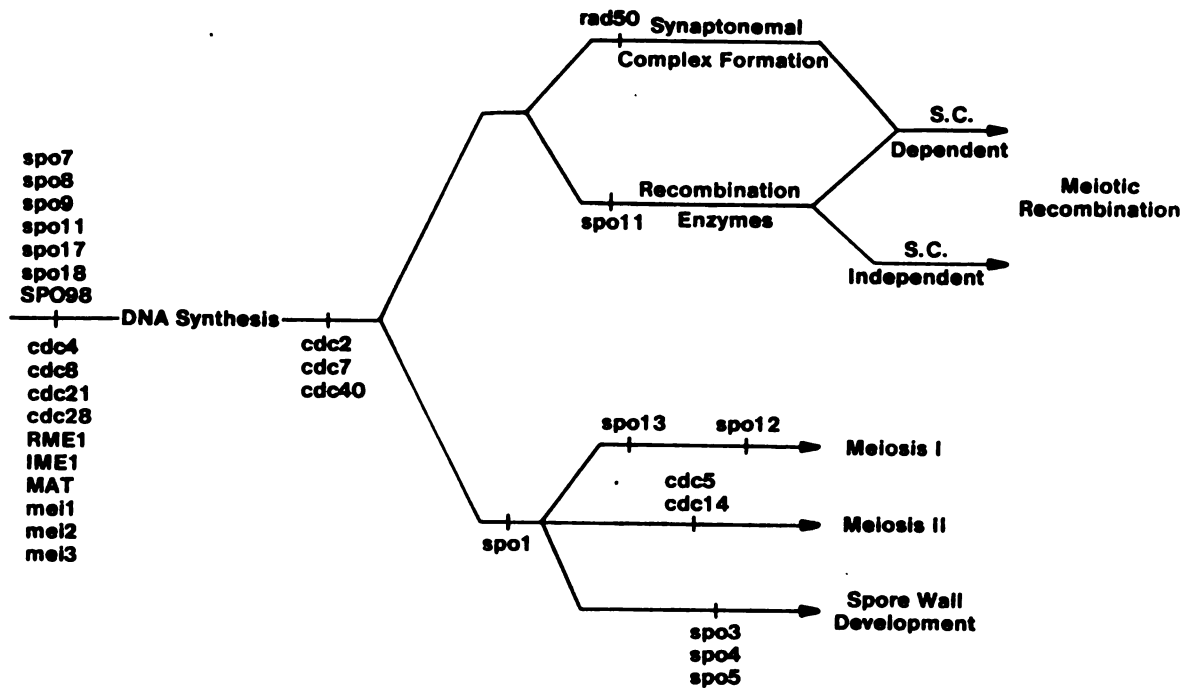 rad50
Synaptonemal
Complex Formation
S.C.
Dependent
spo7
spo8
spo9
spo11
spo17
spo18
SPO98
Recombination
Enzymes
spo11
Meiotic
Recombination
S.C.
Independent
DNA Synthesis
cdc4
cdc8
cdc21
cdc28
RME1
IME1
MAT
mei1
mei2
mei3
cdc2
cdc7
cdc40
spo13
spo12
Meiosis I
cdc5
cdc14
Meiosis II
spo1
Spore Wall
Development
spo3
spo4
spo5